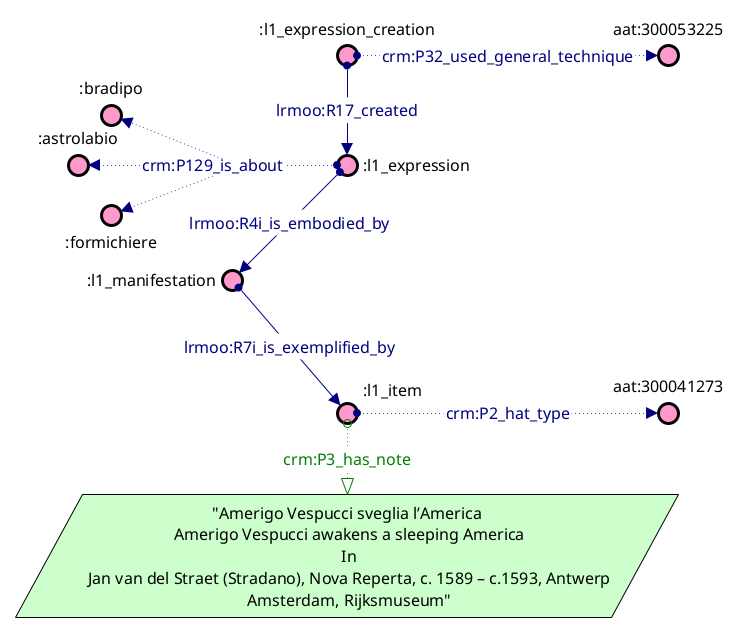 :l1_expression_creation
aat:300053225
crm:P32_used_general_technique
:bradipo
lrmoo:R17_created
:astrolabio
crm:P129_is_about
:l1_expression
lrmoo:R4i_is_embodied_by
:formichiere
:l1_manifestation
lrmoo:R7i_is_exemplified_by
:l1_item
aat:300041273
crm:P2_hat_type
crm:P3_has_note
"Amerigo Vespucci sveglia l’America
Amerigo Vespucci awakens a sleeping America
In
Jan van del Straet (Stradano), Nova Reperta, c. 1589 – c.1593, Antwerp
Amsterdam, Rijksmuseum"